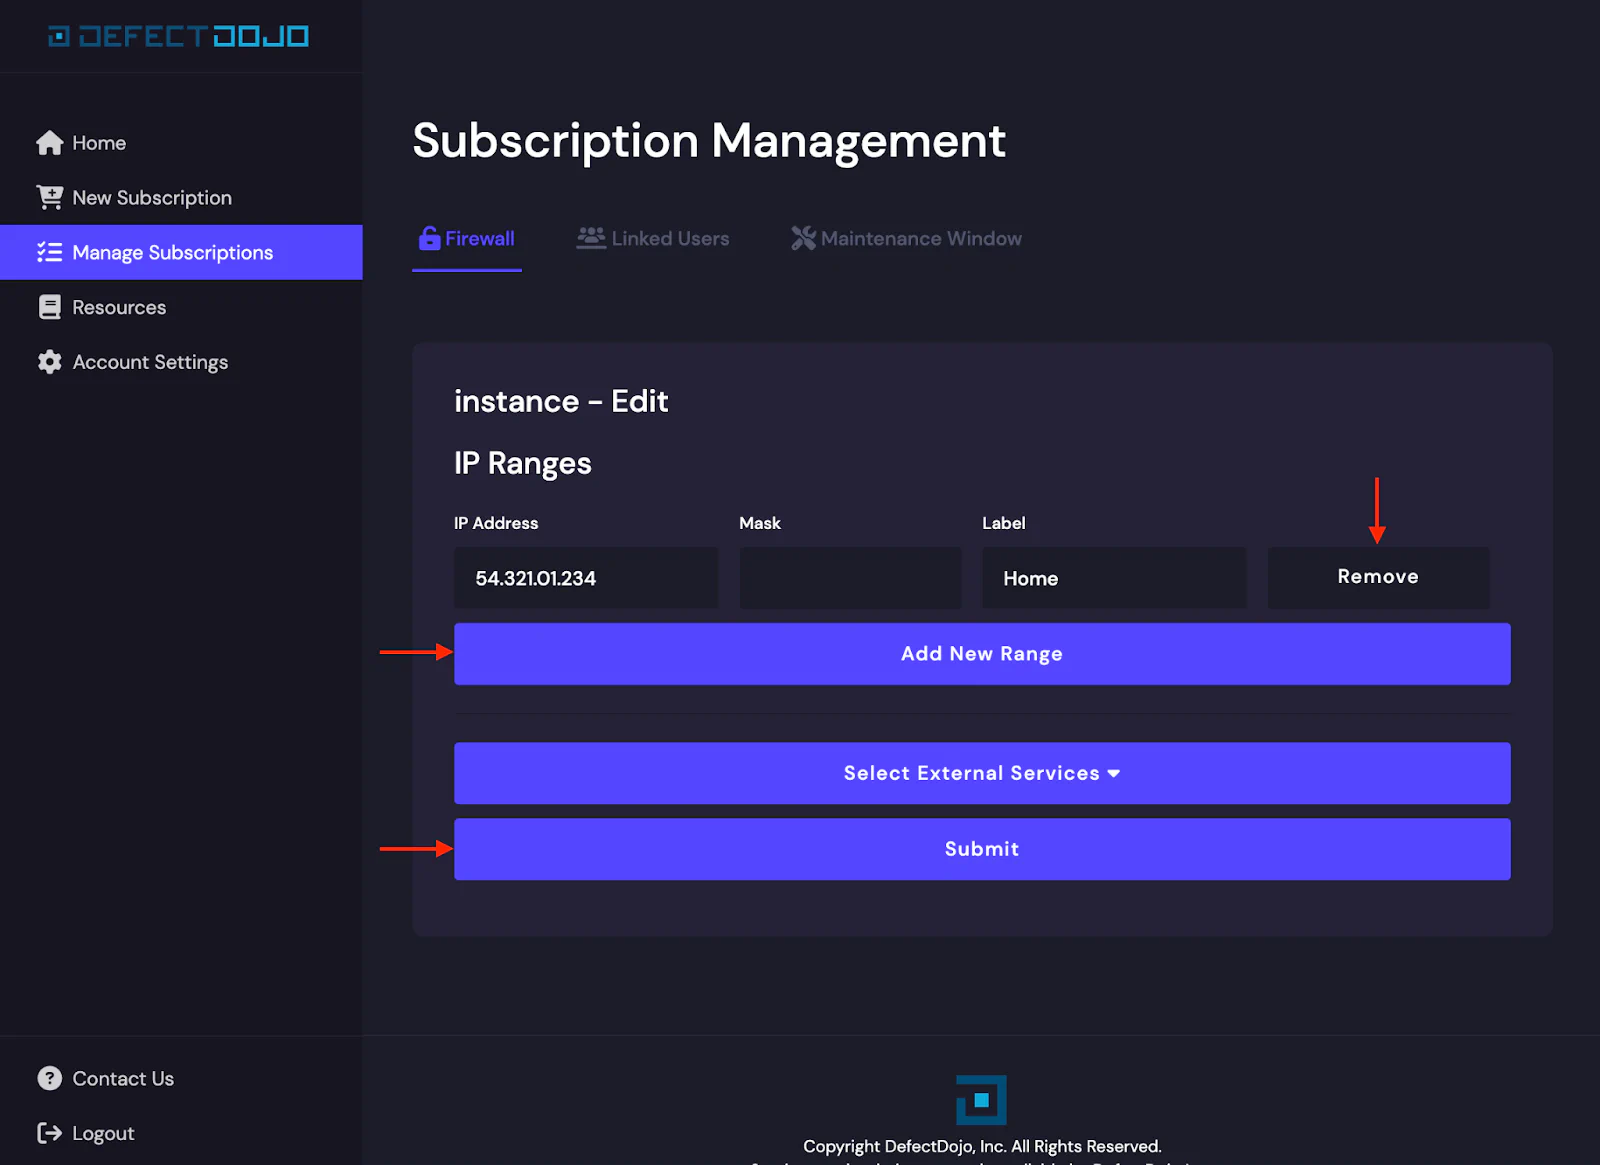 DEFECTDOJO
Home
New Subscription
Manage Subscriptions
Resources
Account Settings
Subscription Management
Firewall
Linked Users
Maintenance Window
instance - Edit
IP Ranges
IP Address
Mask
Label
54.321.01.234
Home
Remove
Add New Range
Select External Services
Submit
Contact Us
Logout
Copyright DefectDojo, Inc. All Rights Reserved.